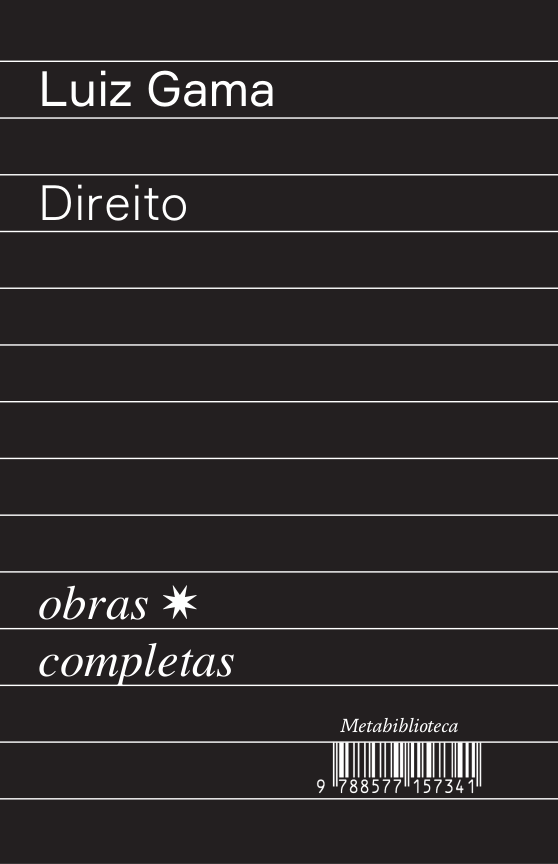 Luiz Gama
Direito
obras ✷
completas
Metabiblioteca
9 788577 157341